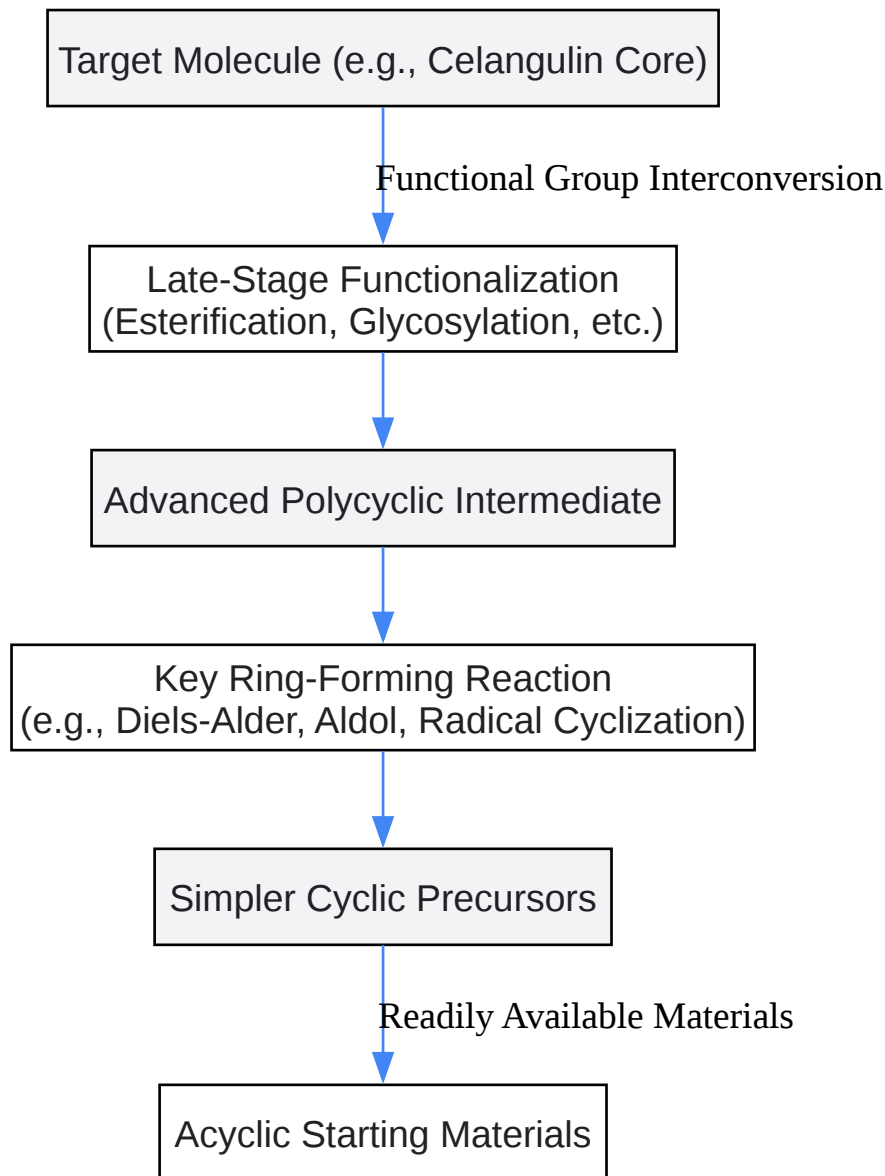 Target Molecule (e.g., Celangulin Core)
Functional Group Interconversion
Late-Stage Functionalization
(Esterification, Glycosylation, etc.)
Advanced Polycyclic Intermediate
Key Ring-Forming Reaction
(e.g., Diels-Alder, Aldol, Radical Cyclization)
Simpler Cyclic Precursors
Readily Available Materials
Acyclic Starting Materials